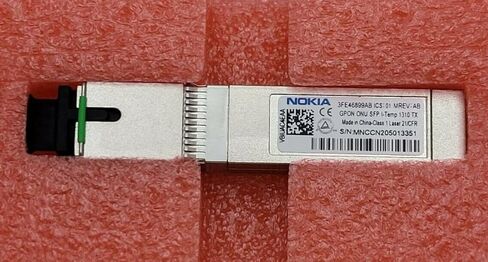 NOKIA
3FE46899AB ICS: 01 MREV:AB
GPON ONU SFP I-Temp 1310 TX
Made in China-Class 1 Laser 21CFR
S/N:MNCCN205013351